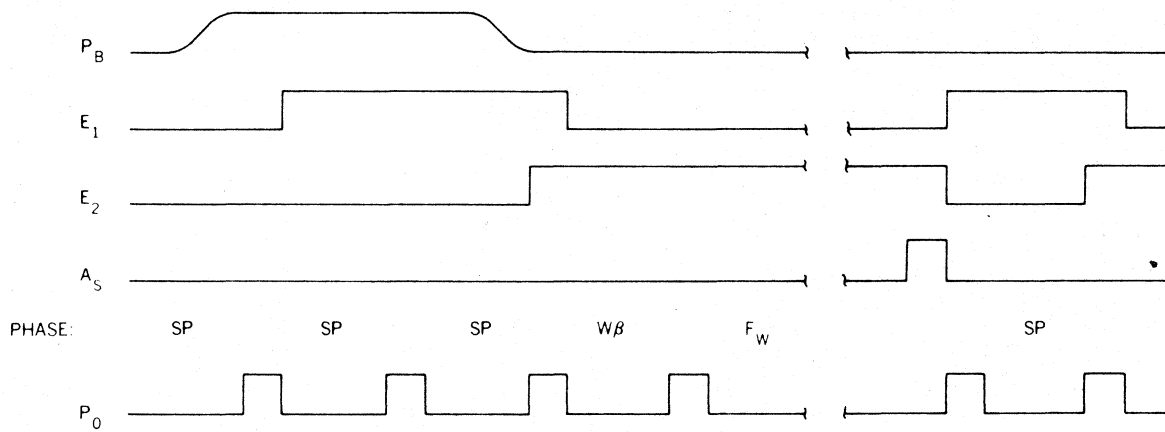 P_B
E_1
E_2
A_S
PHASE: SP SP SP Wβ F_W SP
P_0